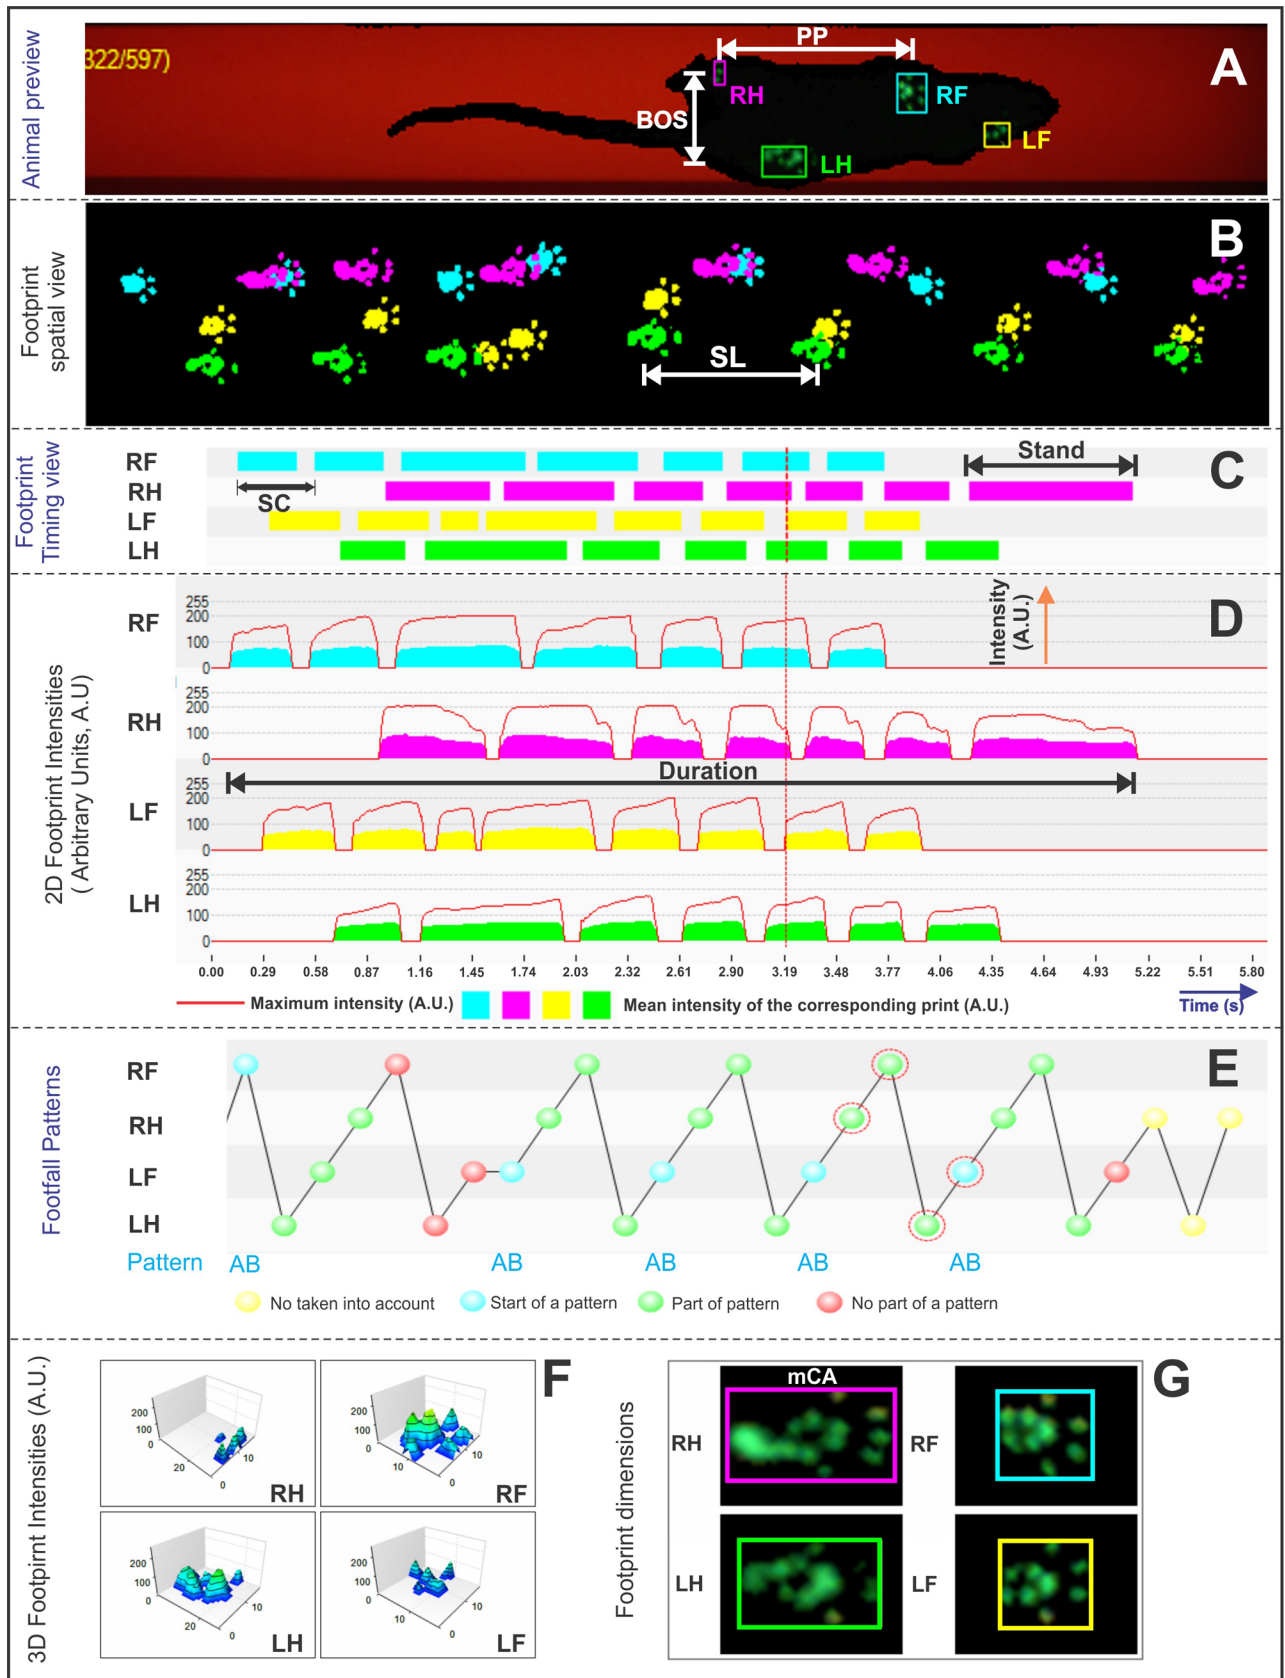 Animal preview
322/597)
PP
A
RH
RF
BOS
LF
LH
Footprint
spatial view
B
SL
Footprint
Timing view
RF
Stand
C
RH
SC
LF
LH
2D Footprint Intensities
( Arbitrary Units, A.U)
D
Intensity
(A.U.)
RF
255
200
100
0
RH
255
200
100
0
Duration
LF
255
200
100
0
LH
255
200
100
0
0.00 0.29 0.58 0.87 1.16 1.45 1.74 2.03 2.32 2.61 2.90 3.19 3.48 3.77 4.06 4.35 4.64 4.93 5.22 5.51 5.80
Maximum intensity (A.U.) Mean intensity of the corresponding print (A.U.) Time (s)
Footfall Patterns
RF
E
RH
LF
LH
Pattern AB AB AB AB AB
No taken into account Start of a pattern Part of pattern No part of a pattern
3D Footpirnt Intensities (A.U.)
F
200
100
0
20
10
0
RH
200
100
0
10
10
0
RF
200
100
0
20
10
0
LH
200
100
0
10
10
0
LF
Footprint dimensions
G
mCA
RH
RF
LH
LF